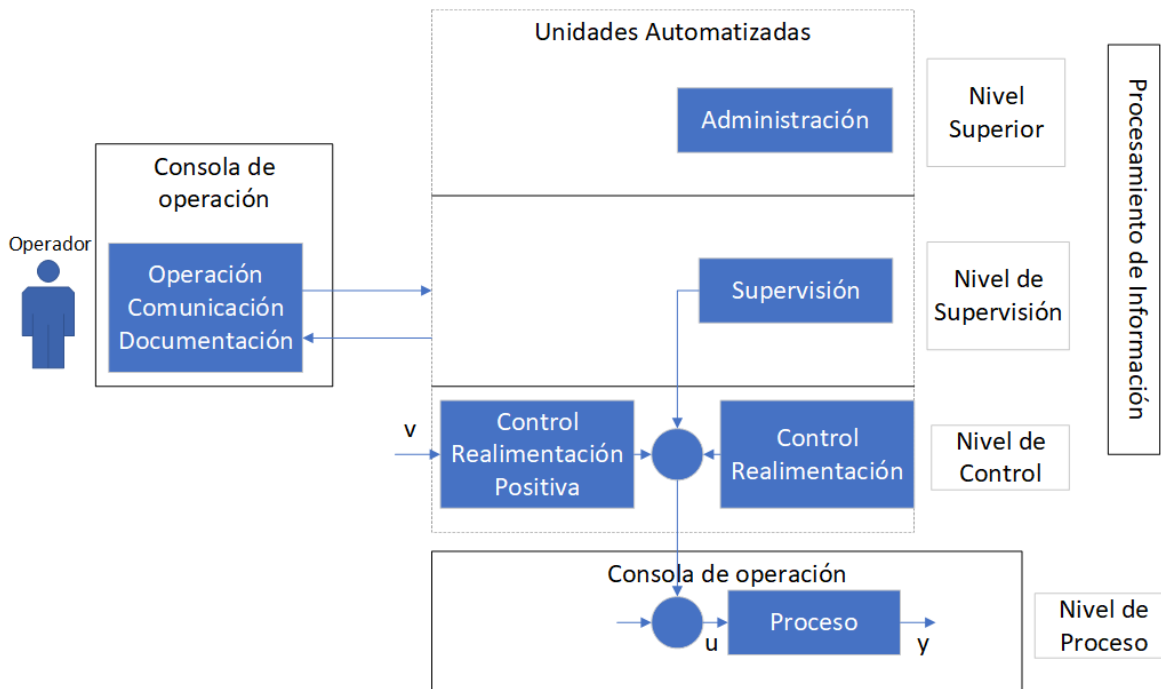 Unidades Automatizadas
Administración
Nivel
Superior
Procesamiento de Información
Consola de
operación
Operador
Operación
Comunicación
Documentación
Supervisión
Nivel de
Supervisión
v
Control
Realimentación
Positiva
Control
Realimentación
Nivel de
Control
Consola de operación
u
Proceso
y
Nivel de
Proceso